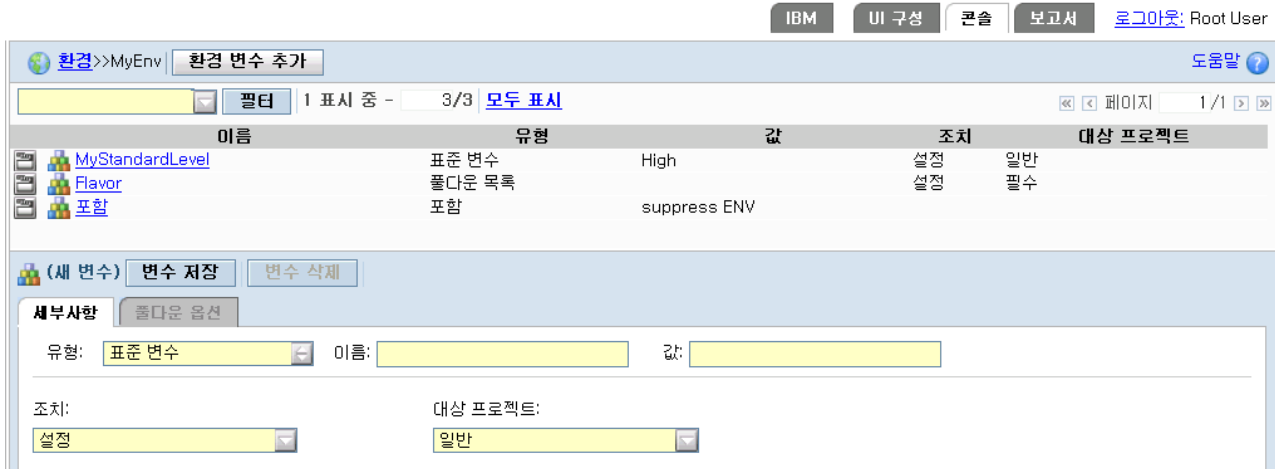 IBM UI 구성 콘솔 보고서 로그아웃: Root User
환경>>MyEnv 환경 변수 추가 도움말
필터 1 표시 중 - 3/3 모두 표시 페이지 1/1
이름 유형 값 조치 대상 프로젝트
MyStandardLevel 표준 변수 High 설정 일반
Flavor 풀다운 목록 설정 필수
포함 포함 suppress ENV
(새 변수) 변수 저장 변수 삭제
세부사항 풀다운 옵션
유형: 표준 변수 이름: 값:
조치: 대상 프로젝트:
설정 일반